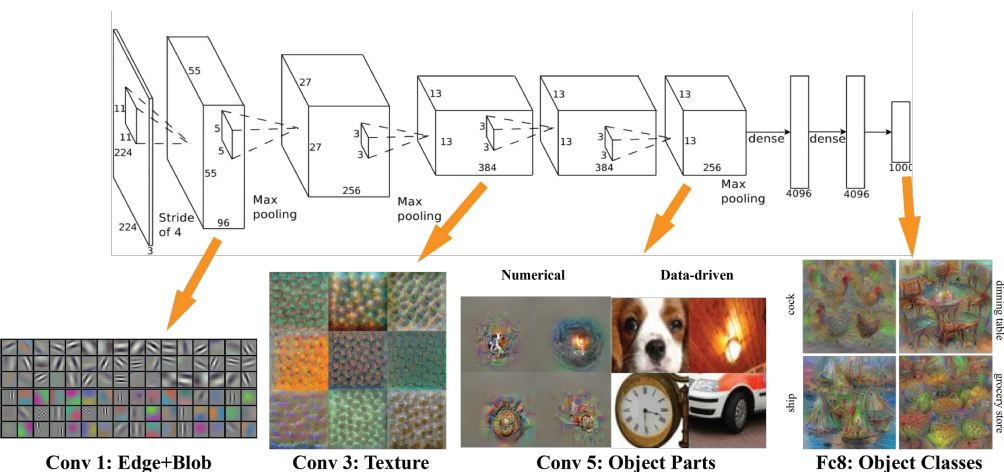 55
27
13
13
13
11
5
3
3
3
11
5
27
3
13
3
13
3
13
224
55
384
384
256
dense
dense
1000
256
Max
pooling
4096
4096
Max
pooling
Max
pooling
224
Stride
of 4
96
3
Numerical
Data-driven
cock
dinning table
ship
grocery store
Conv 1: Edge+Blob
Conv 3: Texture
Conv 5: Object Parts
Fc8: Object Classes